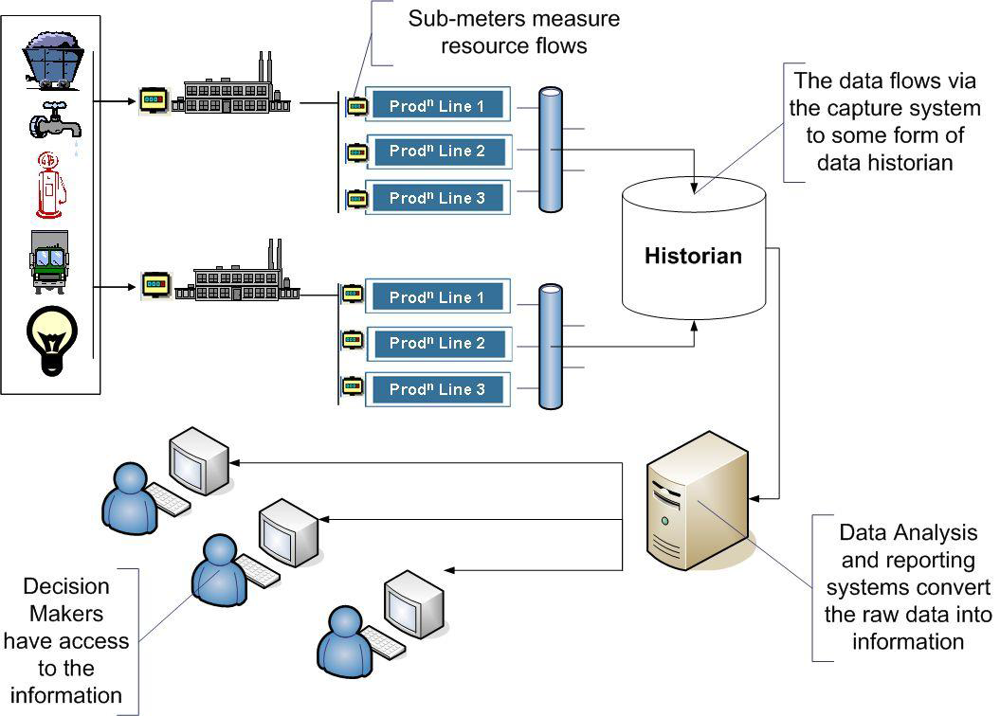 Sub-meters measure
resource flows
The data flows via
the capture system
to some form of
data historian
Prodⁿ Line 1
Prodⁿ Line 2
Prodⁿ Line 3
Historian
Prodⁿ Line 1
Prodⁿ Line 2
Prodⁿ Line 3
Data Analysis
and reporting
systems convert
the raw data into
information
Decision
Makers
have access
to the
information